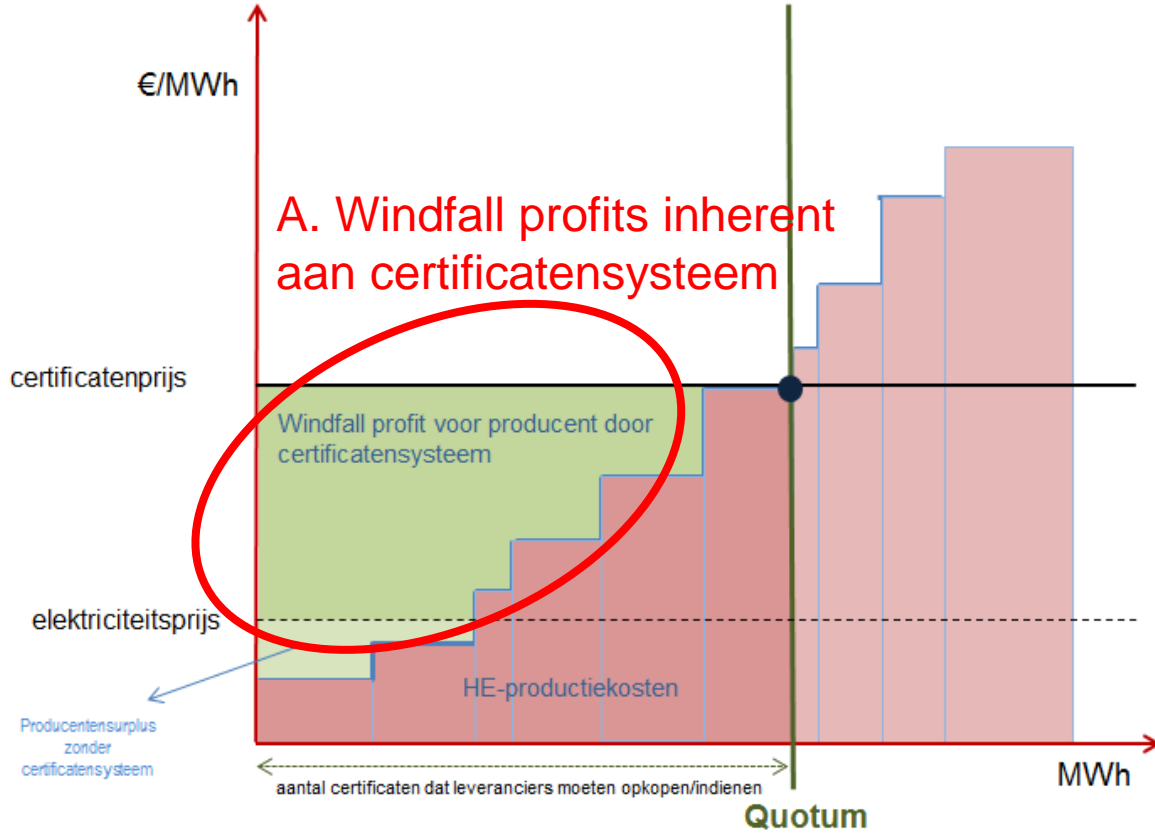 €/MWh
A. Windfall profits inherent
aan certificatensysteem
certificatenprijs
Windfall profit voor producent door
certificatensysteem
elektriciteitsprijs
HE-productiekosten
Producentensurplus
zonder
certificatensysteem
aantal certificaten dat leveranciers moeten opkopen/indienen
MWh
Quotum